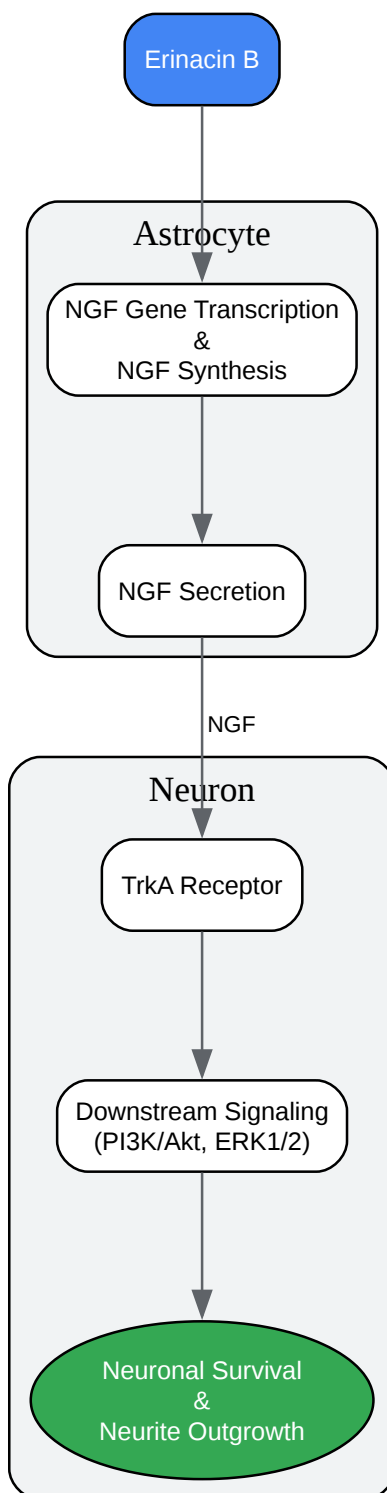 Erinacin B
Astrocyte
NGF Gene Transcription
&
NGF Synthesis
NGF Secretion
NGF
Neuron
TrkA Receptor
Downstream Signaling
(PI3K/Akt, ERK1/2)
Neuronal Survival
&
Neurite Outgrowth